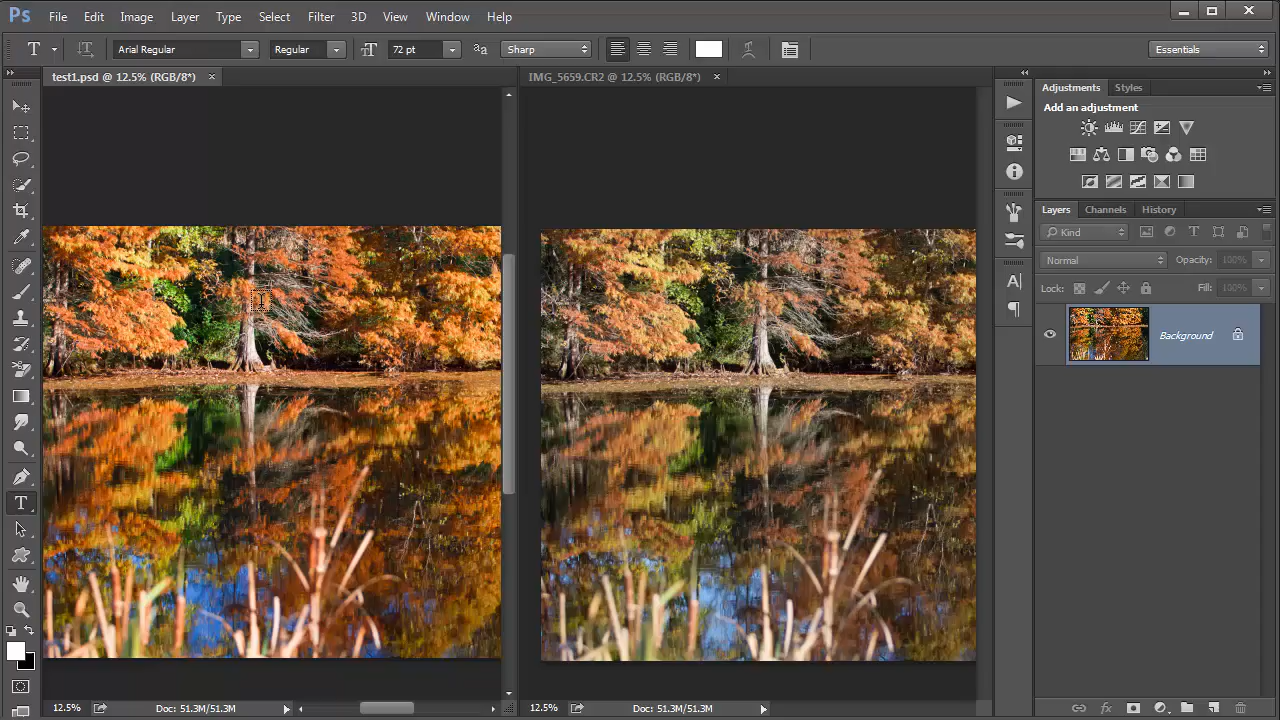 Ps File Edit Image Layer Type Select Filter 3D View Window Help
T Arial Regular Regular 72 pt aa Sharp Essentials
test1.psd @ 12.5% (RGB/8*) IMG_5659.CR2 @ 12.5% (RGB/8*)
Adjustments Styles
Add an adjustment
Layers Channels History
Kind
Normal Opacity: 100%
Lock: Fill: 100%
Background
12.5% Doc: 51.3M/51.3M 12.5% Doc: 51.3M/51.3M